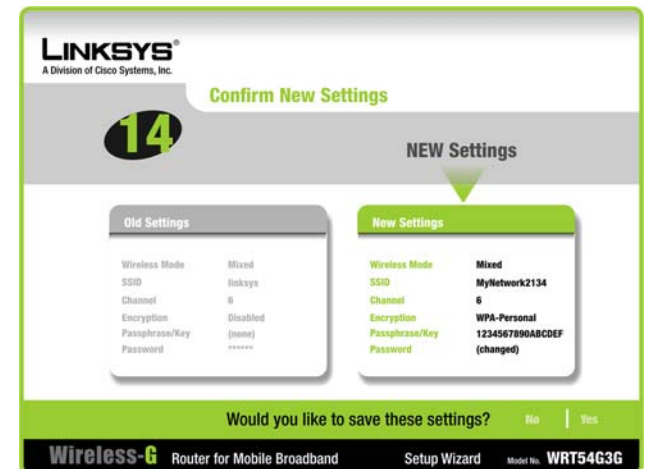 LINKSYS®
A Division of Cisco Systems, Inc.
Confirm New Settings
14
NEW Settings
Old Settings
Wireless Mode Mixed
SSID linksys
Channel 6
Encryption Disabled
Passphrase/Key (none)
Password ******
New Settings
Wireless Mode Mixed
SSID MyNetwork2134
Channel 6
Encryption WPA-Personal
Passphrase/Key 1234567890ABCDEF
Password (changed)
Would you like to save these settings? No | Yes
Wireless-G Router for Mobile Broadband Setup Wizard Model No. WRT54G3G